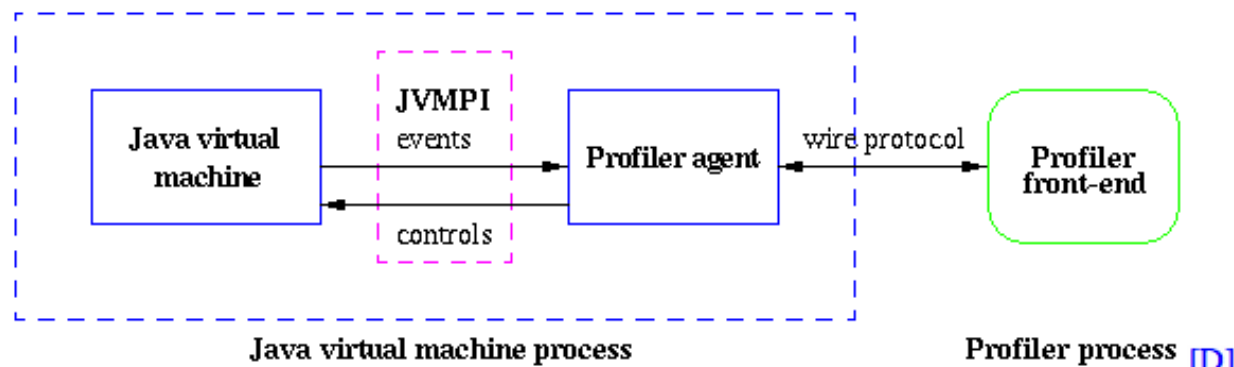 JVMPI
events
Java virtual
machine
Profiler agent
wire protocol
Profiler
front-end
controls
Java virtual machine process
Profiler process [D]